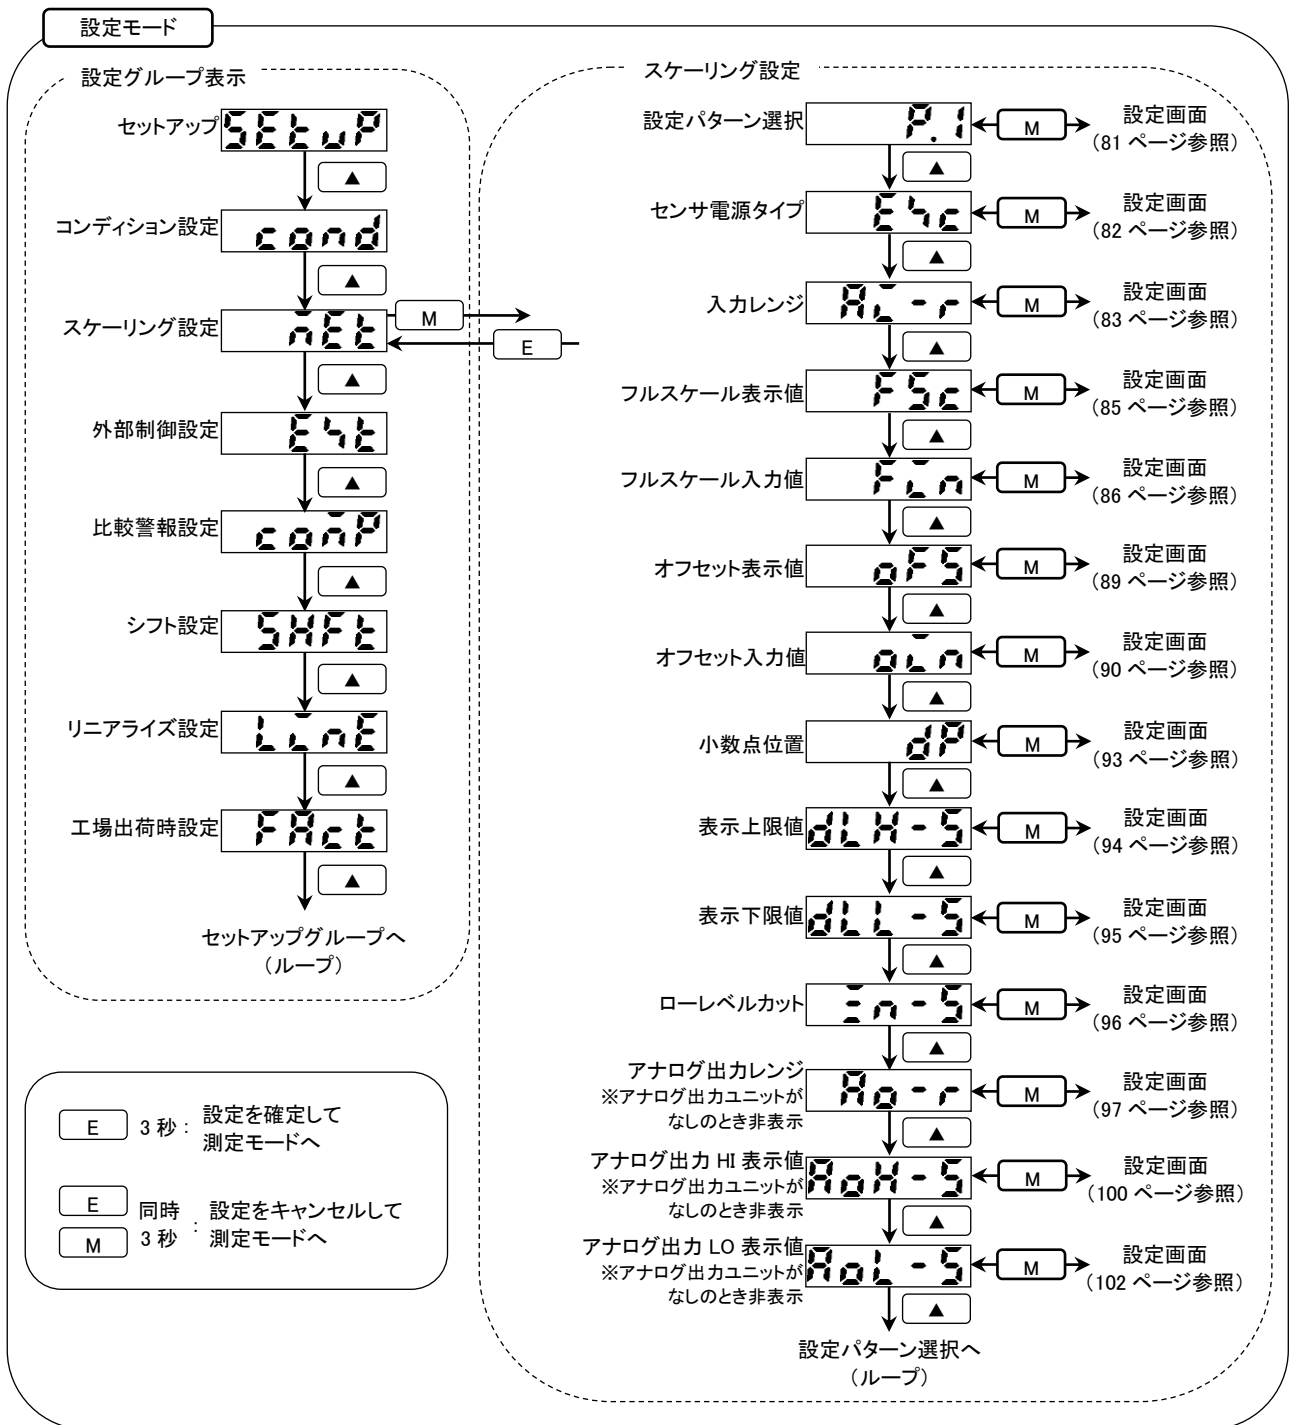 設定モード
設定グループ表示
セットアップ SEtuP
▲
コンディション設定 cond
▲
スケーリング設定 mEt
M
E
▲
外部制御設定 Ext
▲
比較警報設定 comP
▲
シフト設定 SHFt
▲
リニアライズ設定 LinE
▲
工場出荷時設定 FAct
▲
セットアップグループへ
(ループ)
E 3 秒 : 設定を確定して
測定モードへ
E 同時
M 3 秒 : 設定をキャンセルして
測定モードへ
スケーリング設定
設定パターン選択 P.1 M 設定画面
(81 ページ参照)
▲
センサ電源タイプ Exc M 設定画面
(82 ページ参照)
▲
入力レンジ Ai-r M 設定画面
(83 ページ参照)
▲
フルスケール表示値 FSc M 設定画面
(85 ページ参照)
▲
フルスケール入力値 Fin M 設定画面
(86 ページ参照)
▲
オフセット表示値 oFS M 設定画面
(89 ページ参照)
▲
オフセット入力値 oin M 設定画面
(90 ページ参照)
▲
小数点位置 dP M 設定画面
(93 ページ参照)
▲
表示上限値 dLH-S M 設定画面
(94 ページ参照)
▲
表示下限値 dLL-S M 設定画面
(95 ページ参照)
▲
ローレベルカット M 設定画面
(96 ページ参照)
▲
アナログ出力レンジ
※アナログ出力ユニットが
なしのとき非表示
Ao-r M 設定画面
(97 ページ参照)
▲
アナログ出力 HI 表示値
※アナログ出力ユニットが
なしのとき非表示
AoH-S M 設定画面
(100 ページ参照)
▲
アナログ出力 LO 表示値
※アナログ出力ユニットが
なしのとき非表示
AoL-S M 設定画面
(102 ページ参照)
▲
設定パターン選択へ
(ループ)